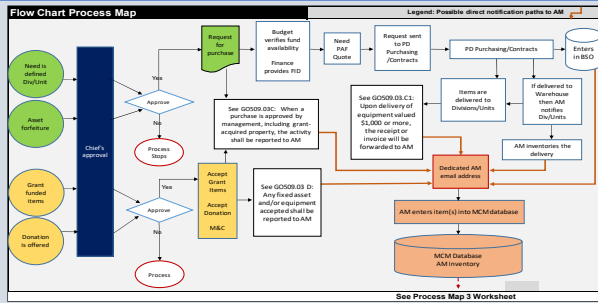 Flow Chart Process Map
Legend: Possible direct notification paths to AM
Need is
defined
Div/Unit
Asset
forfeiture
Grant
funded
items
Donation
is offered
Chief's
approval
Yes
Approve
No
Process
Stops
Yes
Approve
No
Process
Request
for
purchase
Budget
verifies fund
availability
Finance
provides FID
Need
PAF
Quote
Request sent
to PD
Purchasing
/Contracts
PD Purchasing/Contracts
Enters
in BSO
See GO509.03C: When a
purchase is approved by
management, including grant-
acquired property, the activity
shall be reported to AM
See GO509.03.C1:
Upon delivery of
equipment valued
$1,000 or more,
the receipt or
invoice will be
forwarded to AM
Items are
delivered to
Divisions/Units
If delivered to
Warehouse
then AM
notifies
Div/Units
AM inventories the
delivery
Accept
Grant
Items
Accept
Donation
M&C
See GO509.03 D:
Any fixed asset
and/or equipment
accepted shall be
reported to AM
Dedicated AM
email address
AM enters item(s) into MCM database
MCM Database
AM Inventory
See Process Map 3 Worksheet